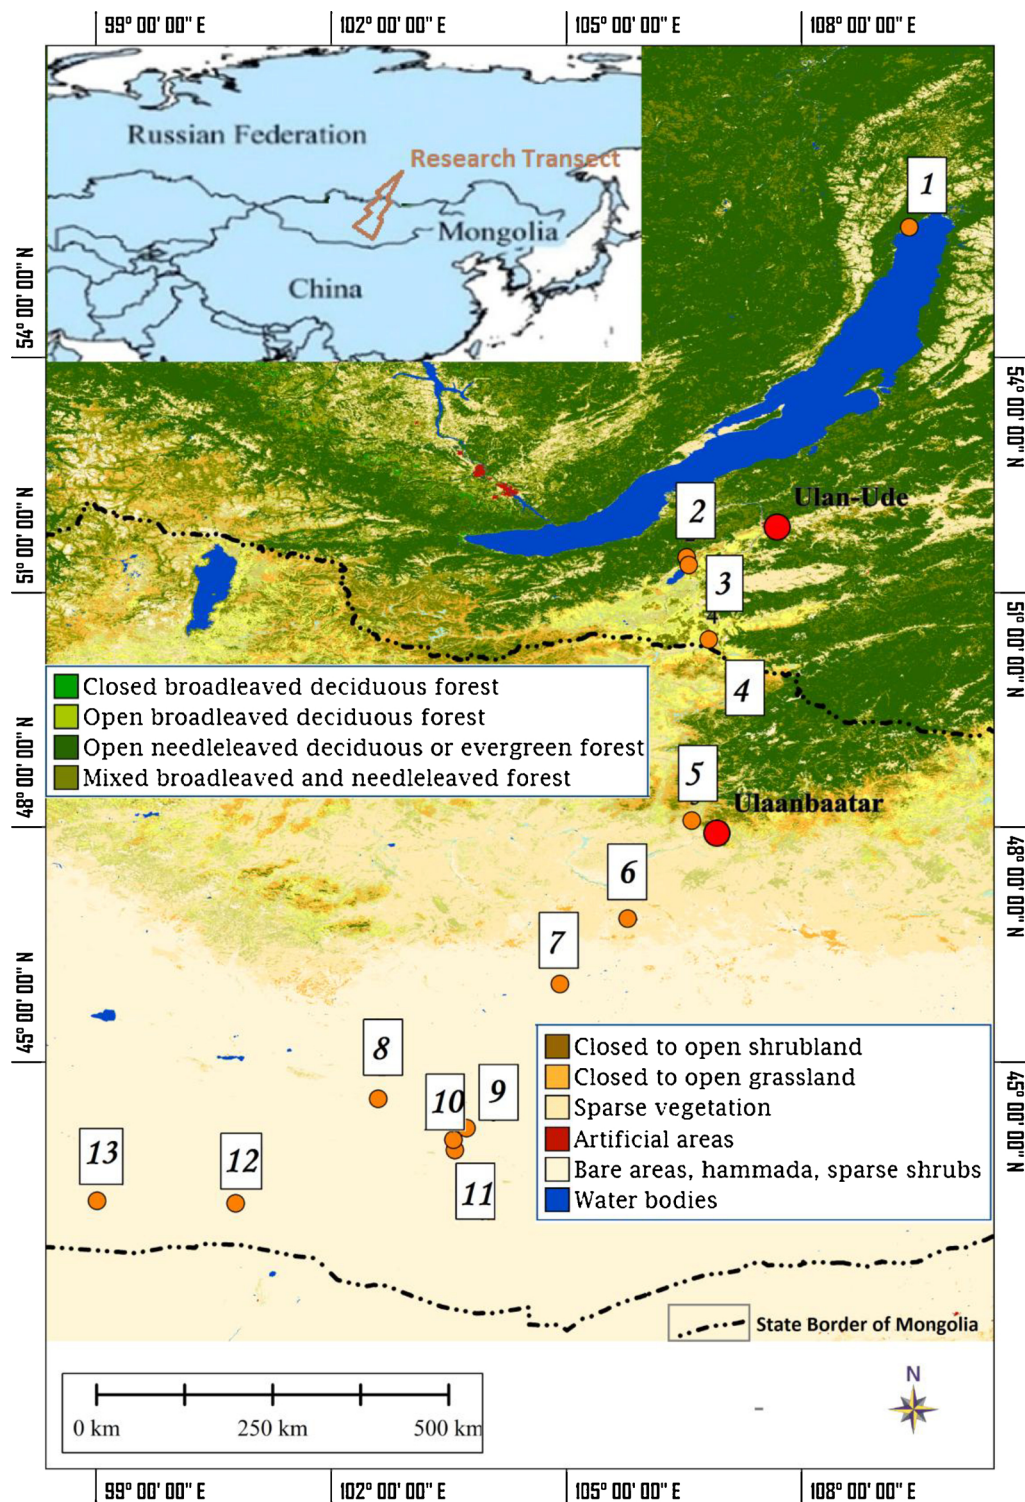 99° 00' 00'' E
102° 00' 00'' E
105° 00' 00'' E
108° 00' 00'' E
Russian Federation
Research Transect
Mongolia
China
1
54° 00' 00'' N
54° 00' 00'' N
2
Ulan-Ude
51° 00' 00'' N
51° 00' 00'' N
3
4
4
Closed broadleaved deciduous forest
Open broadleaved deciduous forest
Open needleleaved deciduous or evergreen forest
Mixed broadleaved and needleleaved forest
48° 00' 00'' N
48° 00' 00'' N
5
Ulaanbaatar
6
7
45° 00' 00'' N
45° 00' 00'' N
8
9
10
11
12
13
Closed to open shrubland
Closed to open grassland
Sparse vegetation
Artificial areas
Bare areas, hammada, sparse shrubs
Water bodies
State Border of Mongolia
0 km
250 km
500 km
N
99° 00' 00'' E
102° 00' 00'' E
105° 00' 00'' E
108° 00' 00'' E